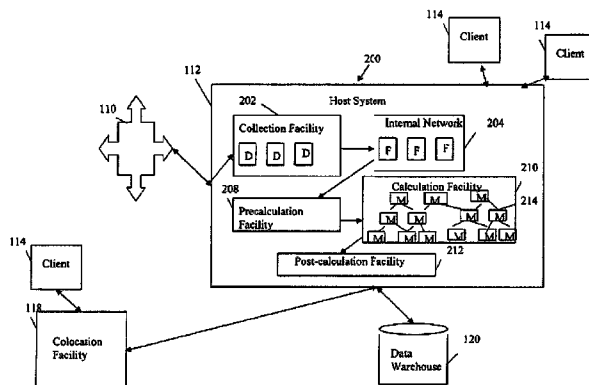 114
Client
114
Client
200
112
Host System
110
202
Collection Facility
D D D
Internal Network
F F F
204
208
Precalculation
Facility
Calculation Facility
210
214
M M M
M M M M
M M M M M M
Post-calculation Facility
212
114
Client
118
Colocation
Facility
Data
Warehouse
120